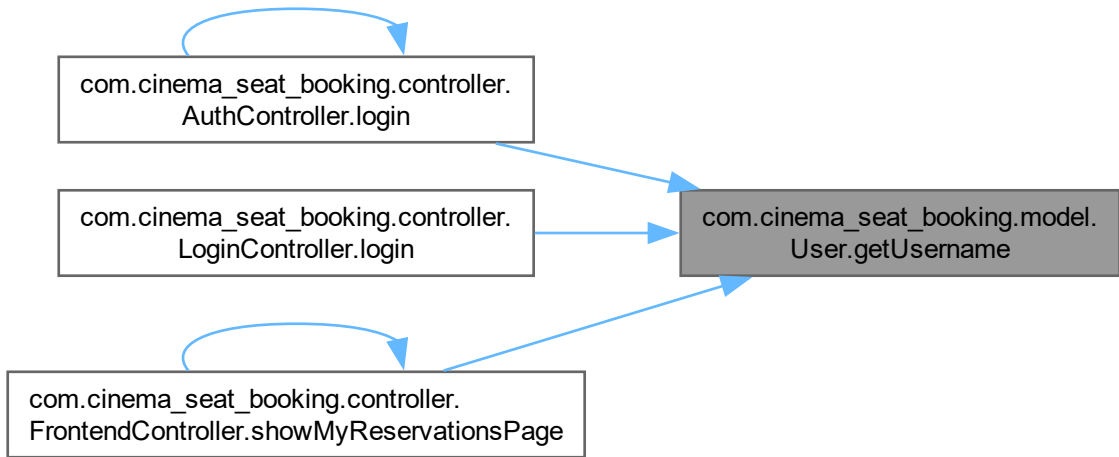 com.cinema_seat_booking.controller.
AuthController.login
com.cinema_seat_booking.controller.
LoginController.login
com.cinema_seat_booking.model.
User.getUsername
com.cinema_seat_booking.controller.
FrontendController.showMyReservationsPage